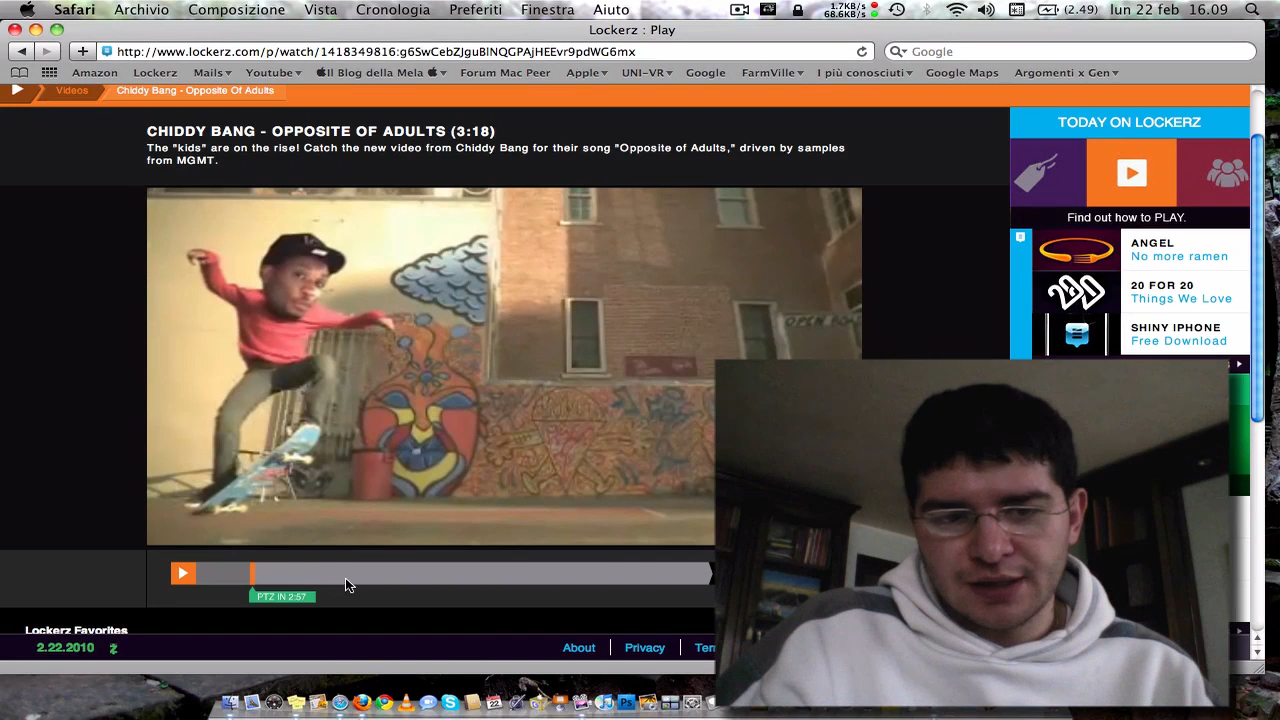 Safari Archivio Composizione Vista Cronologia Preferiti Finestra Aiuto 1.7KB/s 68.6KB/s (2.49) lun 22 feb 16.09
Lockerz : Play
http://www.lockerz.com/p/watch/1418349816:g6SwCebZJguBlNQGPAjHEEvr9pdWG6mx Google
Amazon Lockerz Mails Youtube Il Blog della Mela Forum Mac Peer Apple UNI-VR Google FarmVille I più conosciuti Google Maps Argomenti x Gen
Videos Chiddy Bang - Opposite Of Adults
CHIDDY BANG - OPPOSITE OF ADULTS (3:18)
The "kids" are on the rise! Catch the new video from Chiddy Bang for their song "Opposite of Adults," driven by samples
from MGMT.
TODAY ON LOCKERZ
Find out how to PLAY.
ANGEL
No more ramen
20 FOR 20
Things We Love
SHINY IPHONE
Free Download
PTZ IN 2:57
Lockerz Favorites
2.22.2010
About Privacy Ter
22
Ps